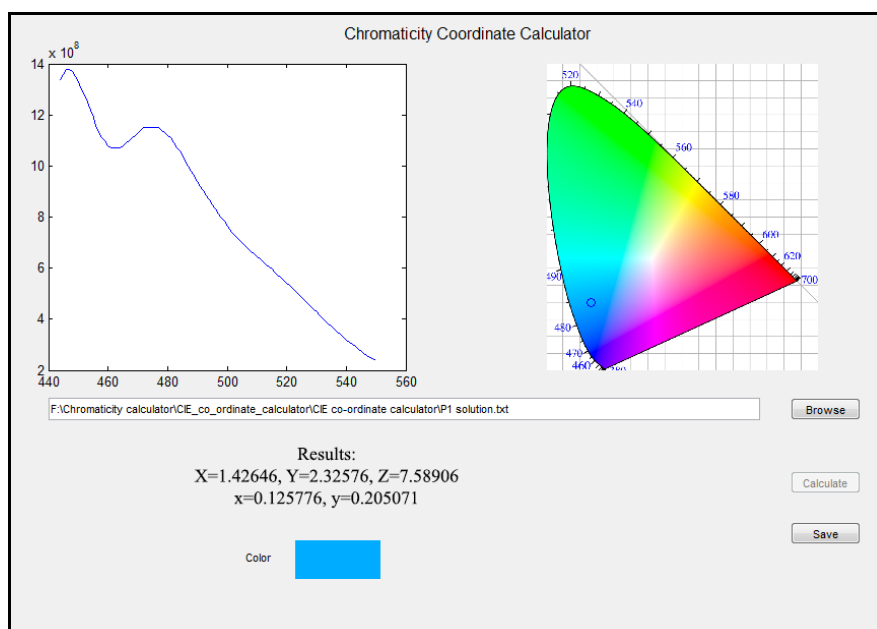 Chromaticity Coordinate Calculator
x 10⁸
14
12
10
8
6
4
2
440 460 480 500 520 540 560
520
540
560
580
600
620
700
490
480
470
460
380
F:\Chromaticity calculator\CIE_co_ordinate_calculator\CIE co-ordinate calculator\P1 solution.txt
Browse
Results:
X=1.42646, Y=2.32576, Z=7.58906
x=0.125776, y=0.205071
Calculate
Save
Color